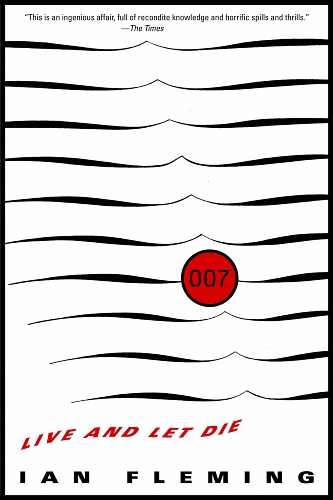 "This is an ingenious affair, full of recondite knowledge and horrific spills and thrills."
—The Times
007
LIVE AND LET DIE
IAN FLEMING